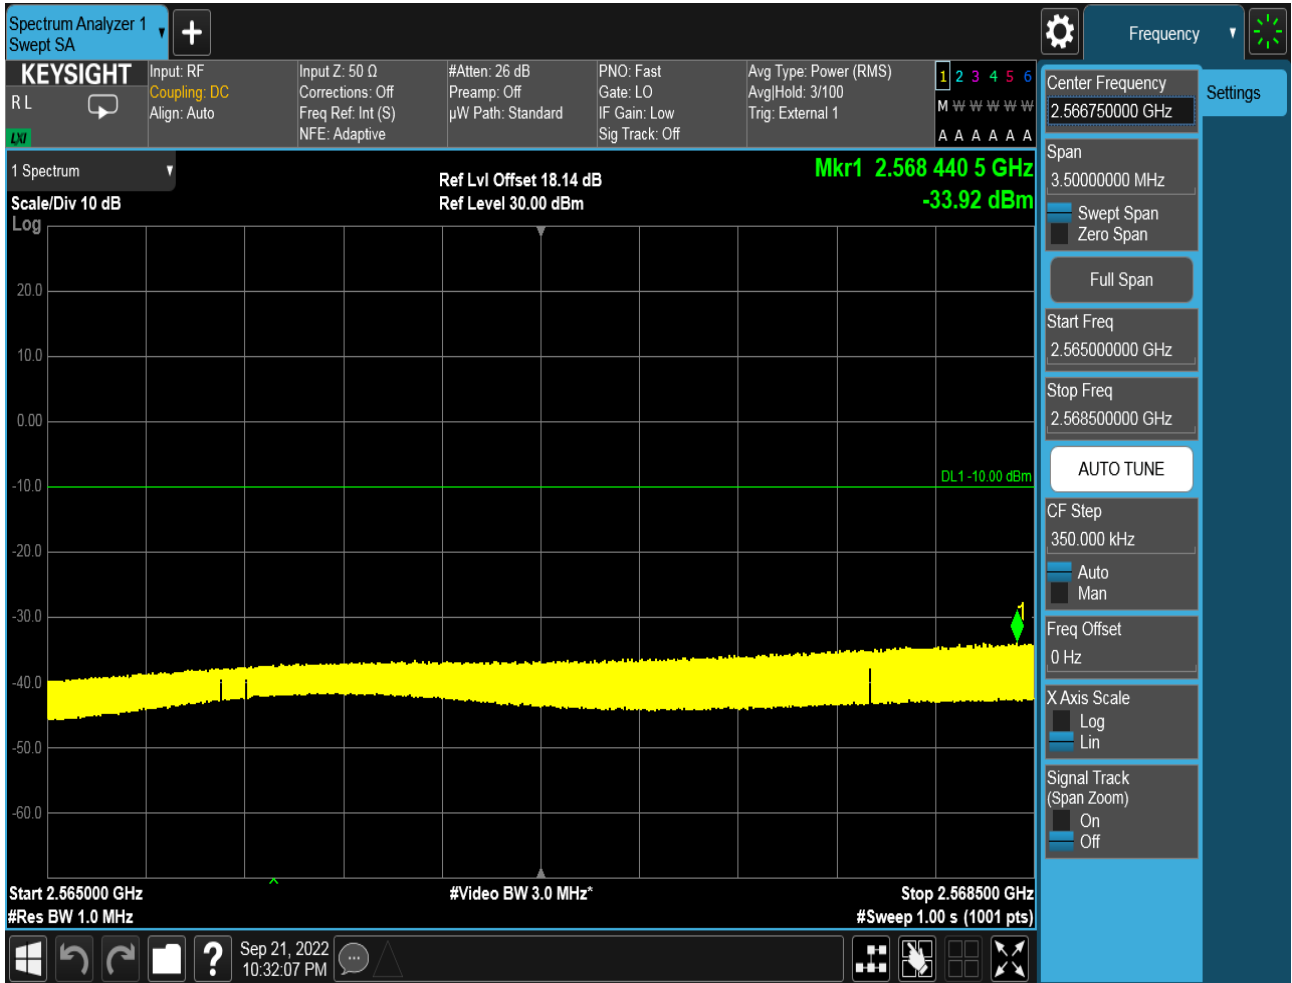 Spectrum Analyzer 1
Swept SA
Frequency
KEYSIGHT
R L
LXI
Input: RF
Coupling: DC
Align: Auto
Input Z: 50 Ω
Corrections: Off
Freq Ref: Int (S)
NFE: Adaptive
#Atten: 26 dB
Preamp: Off
µW Path: Standard
PNO: Fast
Gate: LO
IF Gain: Low
Sig Track: Off
Avg Type: Power (RMS)
Avg|Hold: 3/100
Trig: External 1
1 2 3 4 5 6
M W W W W W
A A A A A A
1 Spectrum
Scale/Div 10 dB
Log
Ref Lvl Offset 18.14 dB
Ref Level 30.00 dBm
Mkr1 2.568 440 5 GHz
-33.92 dBm
20.0
10.0
0.00
-10.0
-20.0
-30.0
-40.0
-50.0
-60.0
DL1 -10.00 dBm
1
Start 2.565000 GHz
#Res BW 1.0 MHz
#Video BW 3.0 MHz*
Stop 2.568500 GHz
#Sweep 1.00 s (1001 pts)
Sep 21, 2022
10:32:07 PM
Center Frequency
2.566750000 GHz
Settings
Span
3.50000000 MHz
Swept Span
Zero Span
Full Span
Start Freq
2.565000000 GHz
Stop Freq
2.568500000 GHz
AUTO TUNE
CF Step
350.000 kHz
Auto
Man
Freq Offset
0 Hz
X Axis Scale
Log
Lin
Signal Track
(Span Zoom)
On
Off